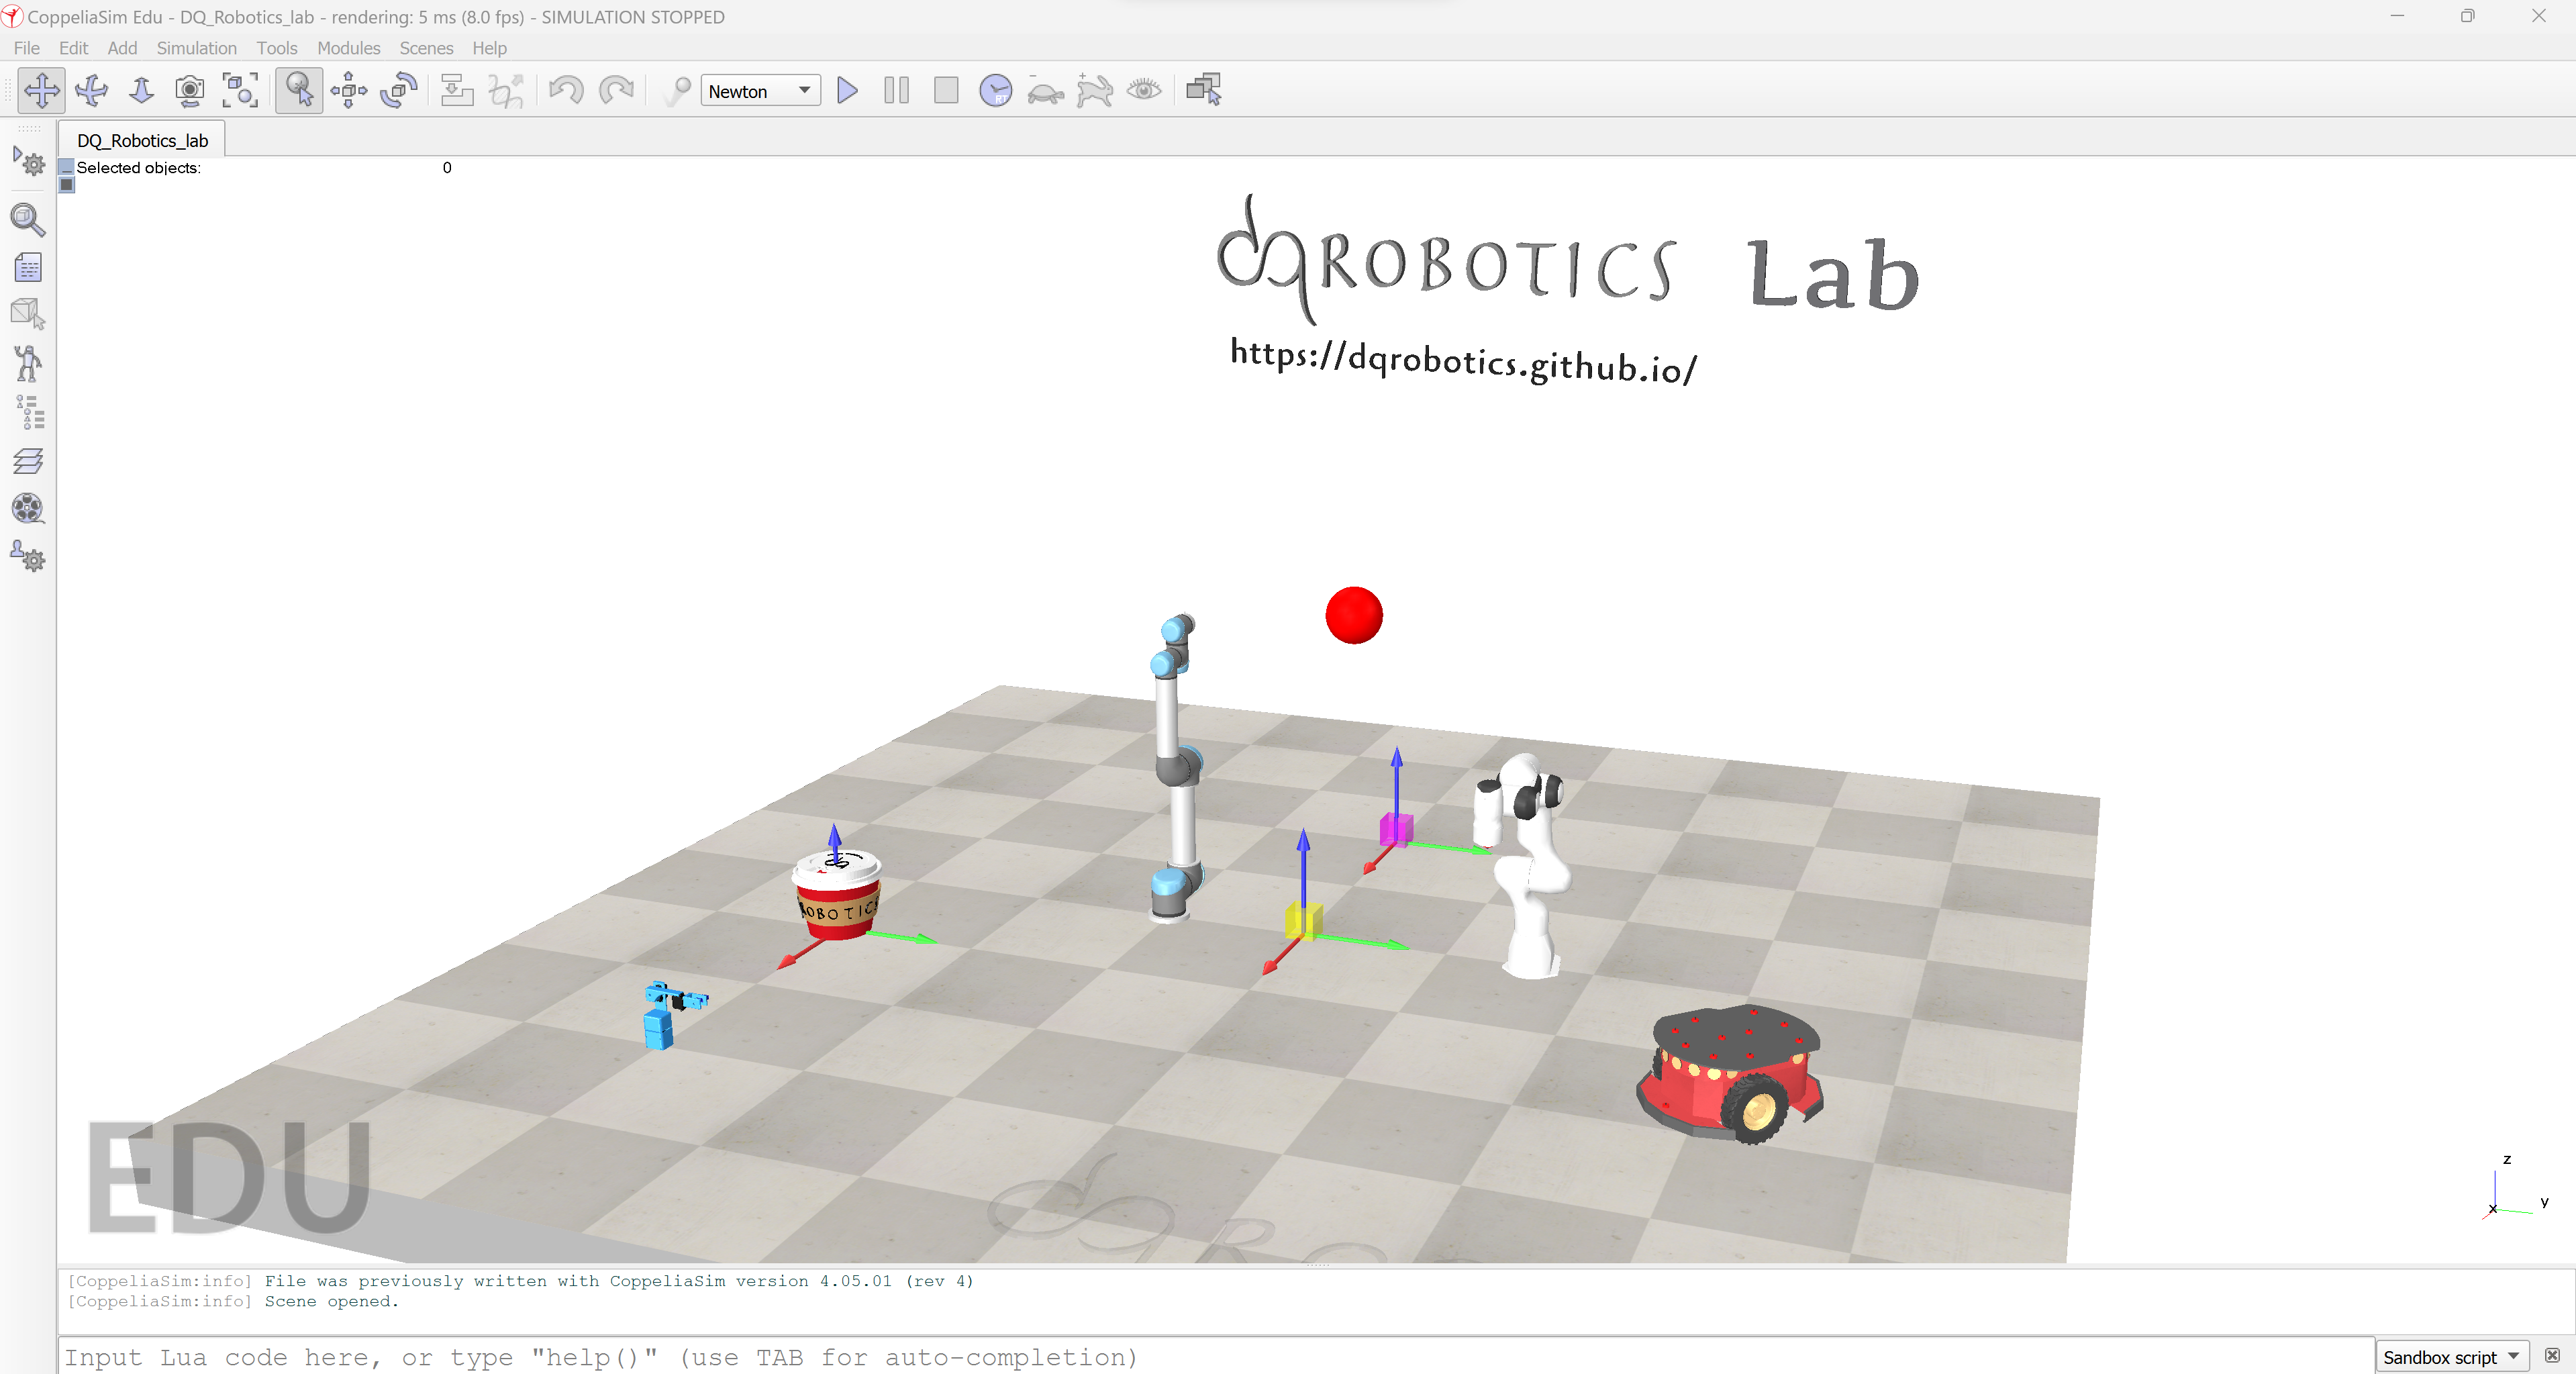 CoppeliaSim Edu - DQ_Robotics_lab - rendering: 5 ms (8.0 fps) - SIMULATION STOPPED
File Edit Add Simulation Tools Modules Scenes Help
Newton
RT
DQ_Robotics_lab
Selected objects: 0
dqROBOTICS Lab
https://dqrobotics.github.io/
OBOTICS
EDU
z
y
x
[CoppeliaSim:info] File was previously written with CoppeliaSim version 4.05.01 (rev 4)
[CoppeliaSim:info] Scene opened.
Input Lua code here, or type "help()" (use TAB for auto-completion)
Sandbox script